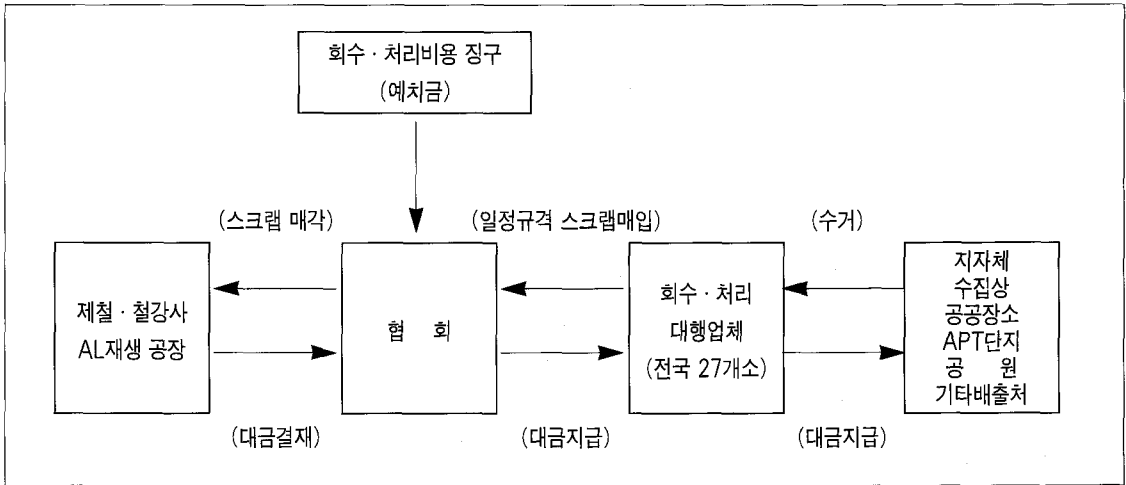 회수 · 처리비용 징구
(예치금)
(스크랩 매각)
(일정규격 스크랩매입)
(수거)
제철 · 철강사
AL재생 공장
협 회
회수 · 처리
대행업체
(전국 27개소)
지자체
수집상
공공장소
APT단지
공 원
기타배출처
(대금결재)
(대금지급)
(대금지급)